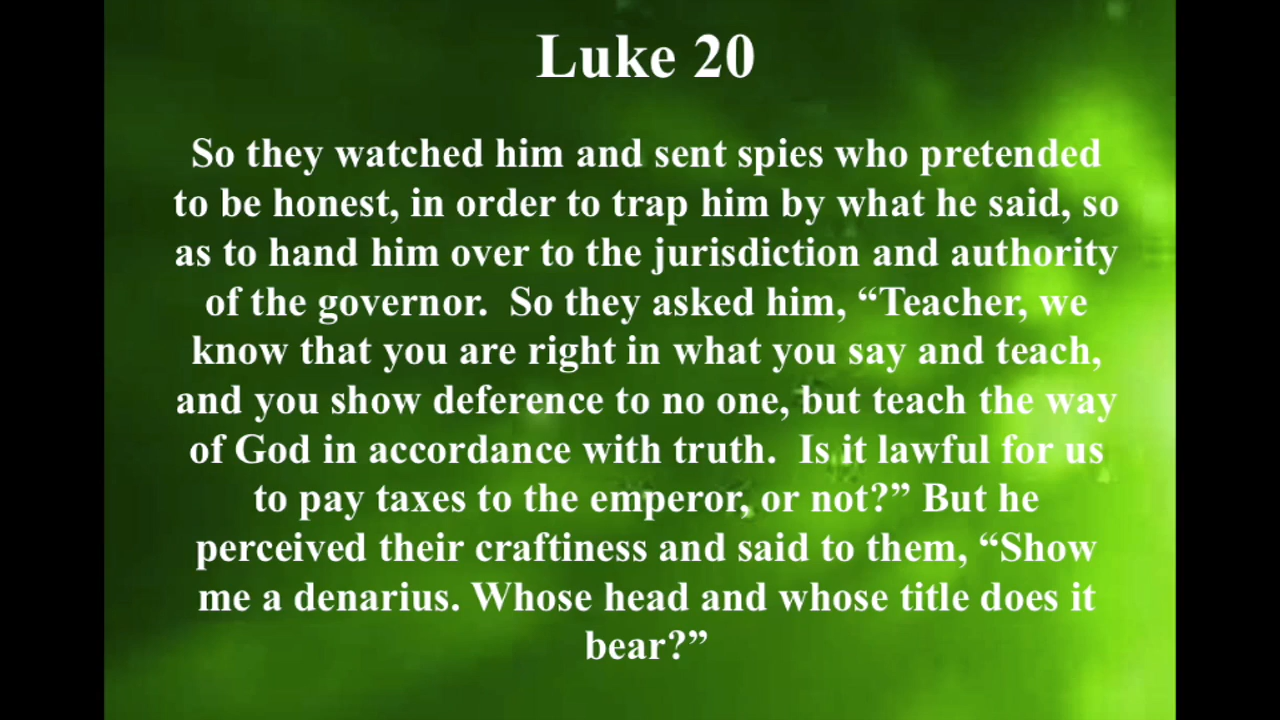 Luke 20
So they watched him and sent spies who pretended
to be honest, in order to trap him by what he said, so
as to hand him over to the jurisdiction and authority
of the governor.  So they asked him, “Teacher, we
know that you are right in what you say and teach,
and you show deference to no one, but teach the way
of God in accordance with truth.  Is it lawful for us
to pay taxes to the emperor, or not?” But he
perceived their craftiness and said to them, “Show
me a denarius. Whose head and whose title does it
bear?”